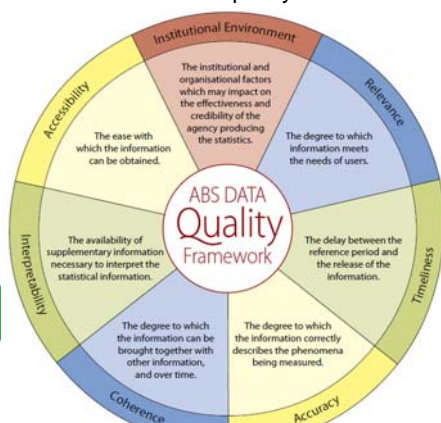 Institutional Environment
The institutional and
organisational factors
which may impact on
the effectiveness and
credibility of the
agency producing
the statistics.
Relevance
The degree to which
information meets
the needs of users.
Timeliness
The delay between the
reference period and
the release of the
information.
Accuracy
The degree to which
the information correctly
describes the phenomena
being measured.
Coherence
The degree to which
the information can be
brought together with
other information,
and over time.
Interpretability
The availability of
supplementary information
necessary to interpret the
statistical information.
Accessibility
The ease with
which the information
can be obtained.
ABS DATA
Quality
Framework